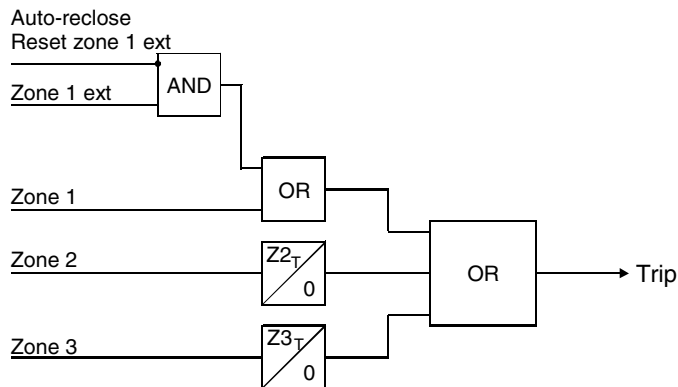 Auto-reclose
Reset zone 1 ext
AND
Zone 1 ext
Zone 1
OR
Zone 2
Z2T
0
OR
Trip
Zone 3
Z3T
0